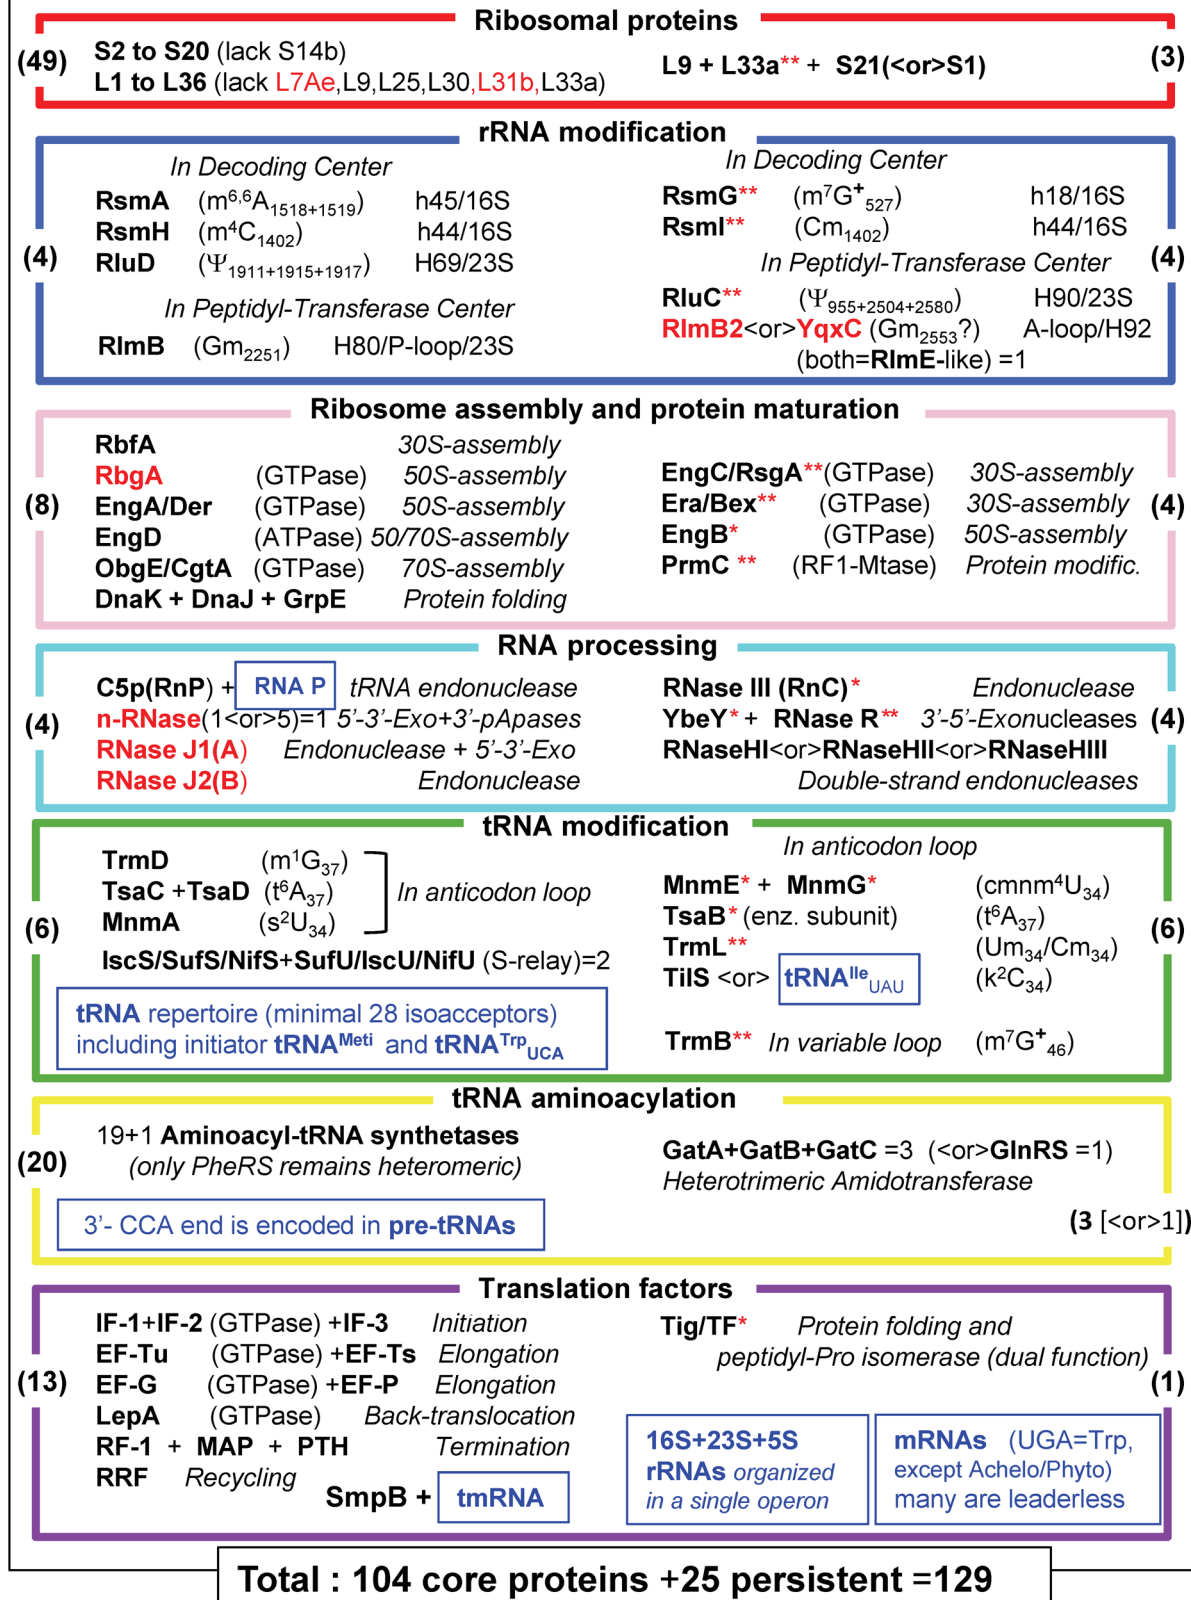 Ribosomal proteins
(49)
S2 to S20 (lack S14b)
L1 to L36 (lack L7Ae,L9,L25,L30,L31b,L33a)
L9 + L33a** + S21(<or>S1)
(3)
rRNA modification
(4)
In Decoding Center
RsmA (m6,6A1518+1519) h45/16S
RsmH (m4C1402) h44/16S
RluD (Ψ1911+1915+1917) H69/23S
In Peptidyl-Transferase Center
RlmB (Gm2251) H80/P-loop/23S
In Decoding Center
RsmG** (m7G+527) h18/16S
RsmI** (Cm1402) h44/16S
In Peptidyl-Transferase Center
RluC** (Ψ955+2504+2580) H90/23S
RlmB2<or>YqxC (Gm2553?) A-loop/H92
(both=RlmE-like) =1
(4)
Ribosome assembly and protein maturation
(8)
RbfA 30S-assembly
RbgA (GTPase) 50S-assembly
EngA/Der (GTPase) 50S-assembly
EngD (ATPase) 50/70S-assembly
ObgE/CgtA (GTPase) 70S-assembly
DnaK + DnaJ + GrpE Protein folding
EngC/RsgA**(GTPase) 30S-assembly
Era/Bex** (GTPase) 30S-assembly
EngB* (GTPase) 50S-assembly
PrmC ** (RF1-Mtase) Protein modific.
(4)
RNA processing
(4)
C5p(RnP) + RNA P tRNA endonuclease
n-RNase(1<or>5)=1 5'-3'-Exo+3'-pApases
RNase J1(A) Endonuclease + 5'-3'-Exo
RNase J2(B) Endonuclease
RNase III (RnC)* Endonuclease
YbeY* + RNase R** 3'-5'-Exonucleases
RNaseHI<or>RNaseHII<or>RNaseHIII
Double-strand endonucleases
(4)
tRNA modification
(6)
TrmD (m1G37)
TsaC +TsaD (t6A37) In anticodon loop
MnmA (s2U34)
IscS/SufS/NifS+SufU/IscU/NifU (S-relay)=2
tRNA repertoire (minimal 28 isoacceptors)
including initiator tRNAMeti and tRNATrpUCA
In anticodon loop
MnmE* + MnmG* (cmnm4U34)
TsaB* (enz. subunit) (t6A37)
TrmL** (Um34/Cm34)
TilS <or> tRNAIleUAU (k2C34)
TrmB** In variable loop (m7G+46)
(6)
tRNA aminoacylation
(20)
19+1 Aminoacyl-tRNA synthetases
(only PheRS remains heteromeric)
3'- CCA end is encoded in pre-tRNAs
GatA+GatB+GatC =3 (<or>GlnRS =1)
Heterotrimeric Amidotransferase
(3 [<or>1])
Translation factors
(13)
IF-1+IF-2 (GTPase) +IF-3 Initiation
EF-Tu (GTPase) +EF-Ts Elongation
EF-G (GTPase) +EF-P Elongation
LepA (GTPase) Back-translocation
RF-1 + MAP + PTH Termination
RRF Recycling
SmpB + tmRNA
Tig/TF* Protein folding and
peptidyl-Pro isomerase (dual function)
(1)
16S+23S+5S
rRNAs organized
in a single operon
mRNAs (UGA=Trp,
except Achelo/Phyto)
many are leaderless
Total : 104 core proteins +25 persistent =129